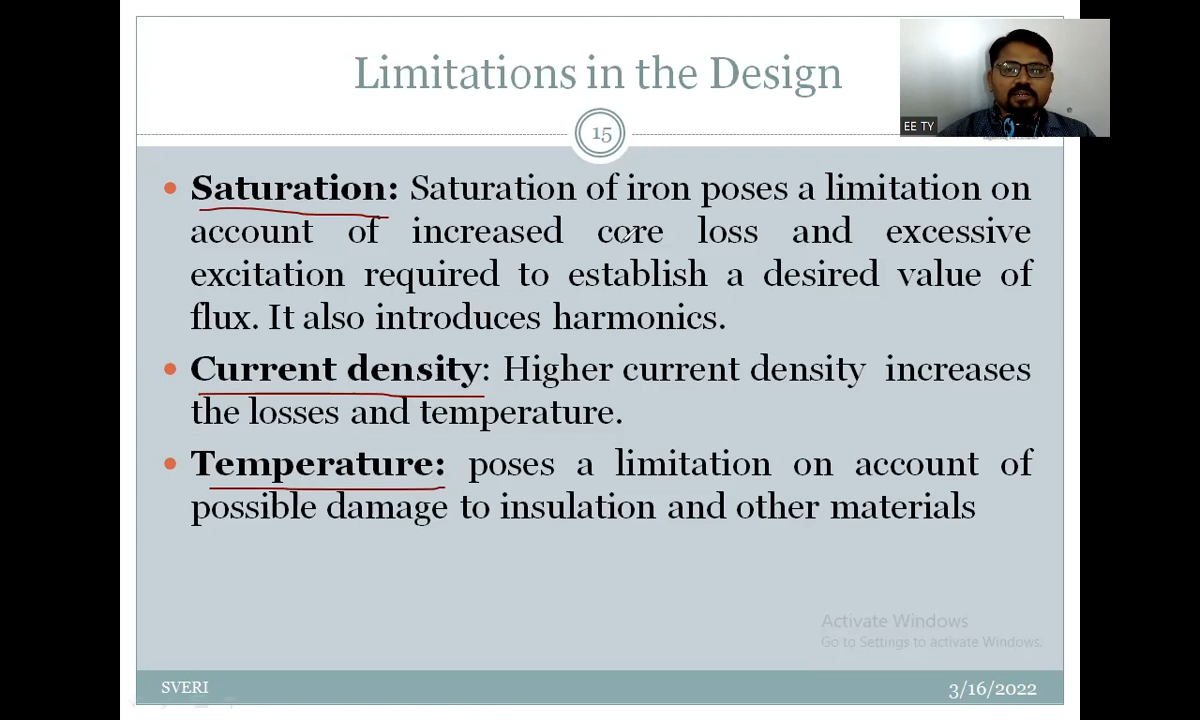 Limitations in the Design
EE TY
15
• Saturation: Saturation of iron poses a limitation on
account of increased core loss and excessive
excitation required to establish a desired value of
flux. It also introduces harmonics.
• Current density: Higher current density increases
the losses and temperature.
• Temperature: poses a limitation on account of
possible damage to insulation and other materials
Activate Windows
Go to Settings to activate Windows.
SVERI
3/16/2022